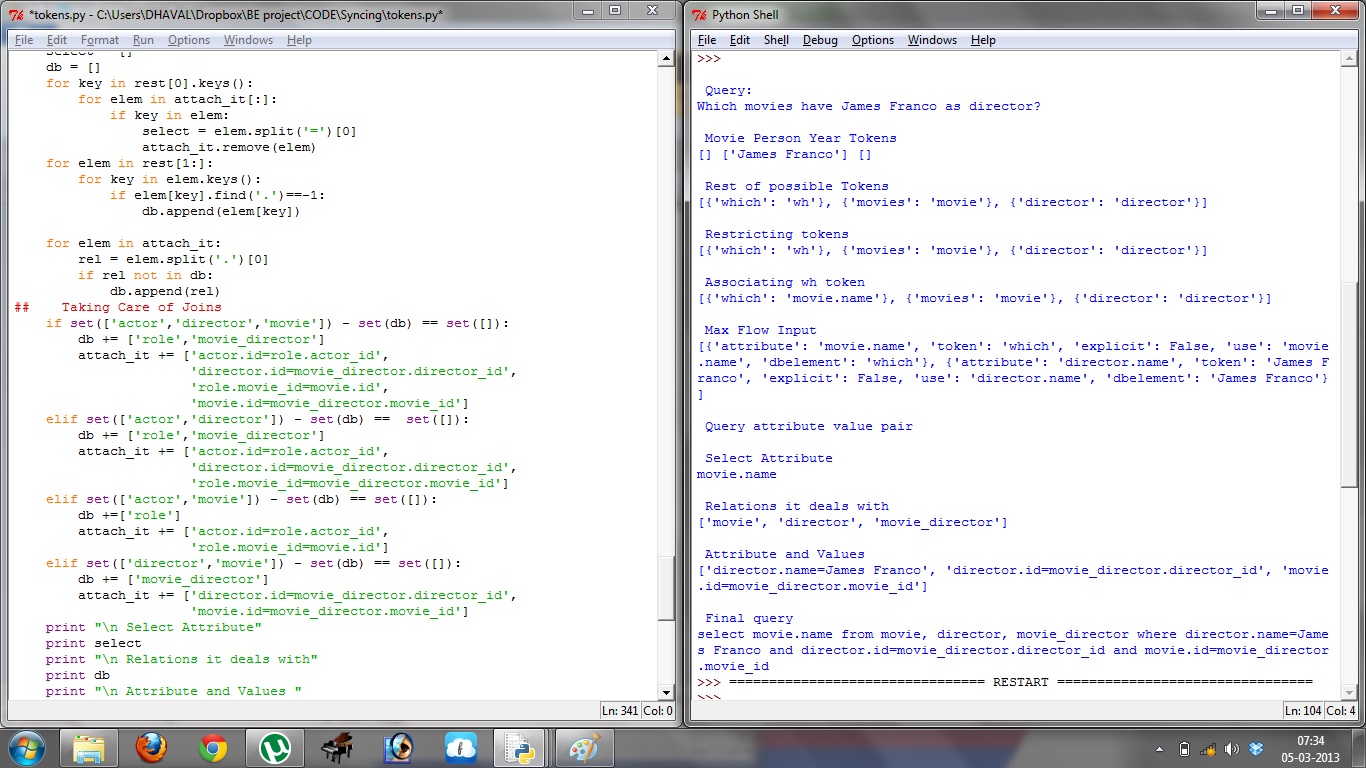 *tokens.py - C:\Users\DHAVAL\Dropbox\BE project\CODE\Syncing\tokens.py*
File Edit Format Run Options Windows Help
db = []
for key in rest[0].keys():
for elem in attach_it[:]:
if key in elem:
select = elem.split('=')[0]
attach_it.remove(elem)
for elem in rest[1:]:
for key in elem.keys():
if elem[key].find('.')==-1:
db.append(elem[key])
for elem in attach_it:
rel = elem.split('.')[0]
if rel not in db:
db.append(rel)
## Taking Care of Joins
if set(['actor','director','movie']) - set(db) == set([]):
db += ['role','movie_director']
attach_it += ['actor.id=role.actor_id',
'director.id=movie_director.director_id',
'role.movie_id=movie.id',
'movie.id=movie_director.movie_id']
elif set(['actor','director']) - set(db) ==  set([]):
db += ['role','movie_director']
attach_it += ['actor.id=role.actor_id',
'director.id=movie_director.director_id',
'role.movie_id=movie_director.movie_id']
elif set(['actor','movie']) - set(db) == set([]):
db +=['role']
attach_it += ['actor.id=role.actor_id',
'role.movie_id=movie.id']
elif set(['director','movie']) - set(db) == set([]):
db += ['movie_director']
attach_it += ['director.id=movie_director.director_id',
'movie.id=movie_director.movie_id']
print "\n Select Attribute"
print select
print "\n Relations it deals with"
print db
print "\n Attribute and Values "
Ln: 341 Col: 0
Python Shell
File Edit Shell Debug Options Windows Help
>>>
Query:
Which movies have James Franco as director?
Movie Person Year Tokens
[] ['James Franco'] []
Rest of possible Tokens
[{'which': 'wh'}, {'movies': 'movie'}, {'director': 'director'}]
Restricting tokens
[{'which': 'wh'}, {'movies': 'movie'}, {'director': 'director'}]
Associating wh token
[{'which': 'movie.name'}, {'movies': 'movie'}, {'director': 'director'}]
Max Flow Input
[{'attribute': 'movie.name', 'token': 'which', 'explicit': False, 'use': 'movie
.name', 'dbelement': 'which'}, {'attribute': 'director.name', 'token': 'James F
ranco', 'explicit': False, 'use': 'director.name', 'dbelement': 'James Franco'}
]
Query attribute value pair
Select Attribute
movie.name
Relations it deals with
['movie', 'director', 'movie_director']
Attribute and Values
['director.name=James Franco', 'director.id=movie_director.director_id', 'movie
.id=movie_director.movie_id']
Final query
select movie.name from movie, director, movie_director where director.name=Jame
s Franco and director.id=movie_director.director_id and movie.id=movie_director
.movie_id
>>> ================================ RESTART ================================
Ln: 104 Col: 4
07:34
05-03-2013